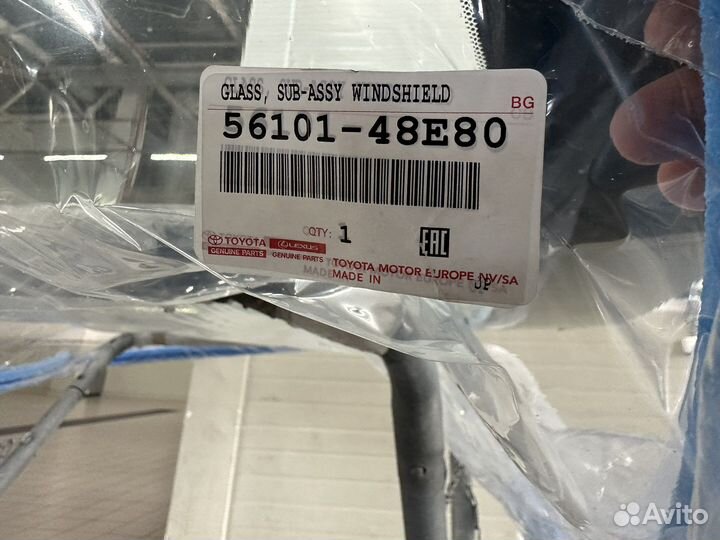 GLASS, SUB-ASSY WINDSHIELD
BG
56101-48E80
QTY: 1
EAC
TOYOTA LEXUS
GENUINE PARTS GENUINE PARTS
TOYOTA MOTOR EUROPE NV/SA
MADE IN JP
Avito